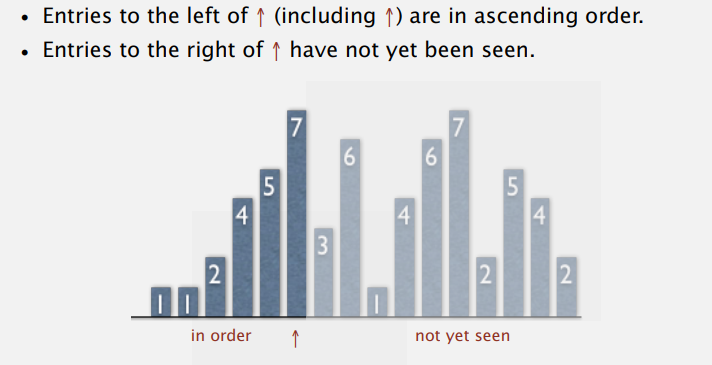 • Entries to the left of ↑ (including ↑) are in ascending order.
• Entries to the right of ↑ have not yet been seen.
1 1 2 4 5 7 3 6 1 4 6 7 2 5 4 2
in order ↑ not yet seen